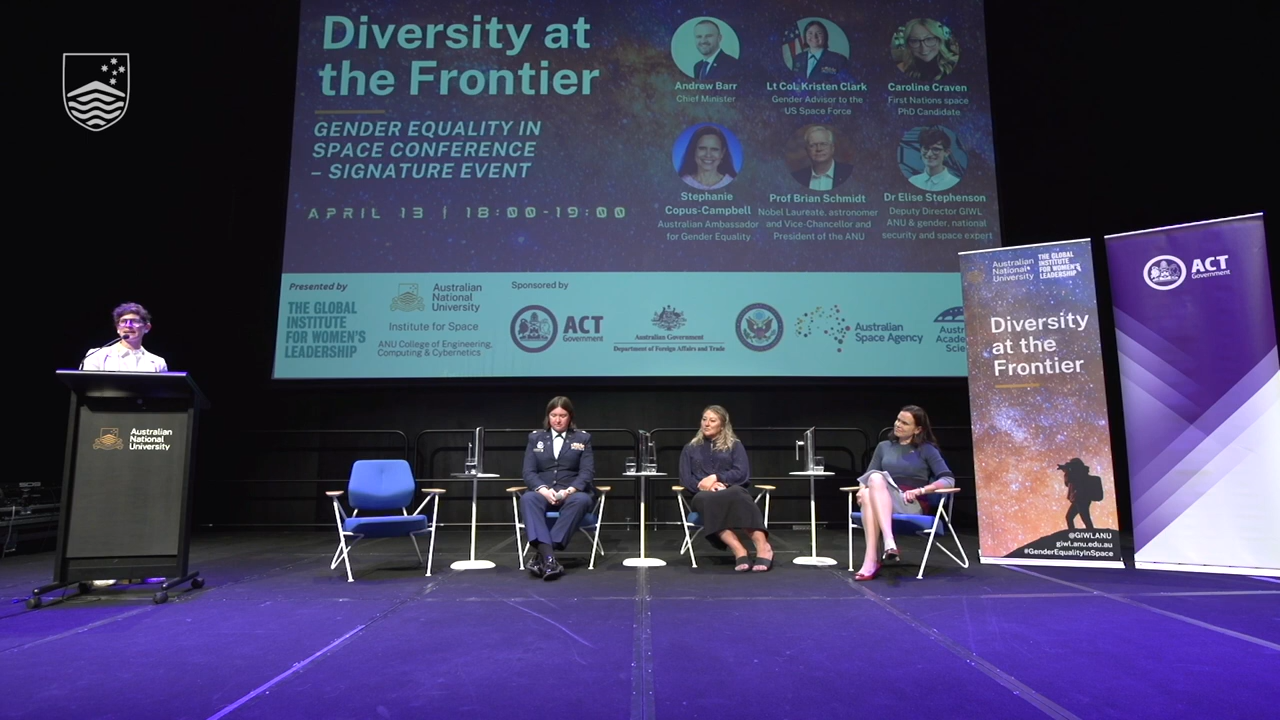 Diversity at
the Frontier
GENDER EQUALITY IN
SPACE CONFERENCE
– SIGNATURE EVENT
APRIL 13 | 18:00-19:00
Andrew Barr
Chief Minister
Lt Col. Kristen Clark
Gender Advisor to the
US Space Force
Caroline Craven
First Nations space
PhD Candidate
Stephanie
Copus-Campbell
Australian Ambassador
for Gender Equality
Prof Brian Schmidt
Nobel Laureate, astronomer
and Vice-Chancellor and
President of the ANU
Dr Elise Stephenson
Deputy Director GIWL
ANU & gender, national
security and space expert
Presented by
THE GLOBAL
INSTITUTE
FOR WOMEN'S
LEADERSHIP
Australian
National
University
Institute for Space
ANU College of Engineering,
Computing & Cybernetics
Sponsored by
ACT
Government
Australian Government
Department of Foreign Affairs and Trade
Australian
Space Agency
Austr
Acade
Scie
Australian
National
University
Australian
National
University
THE GLOBAL
INSTITUTE
FOR WOMEN'S
LEADERSHIP
Diversity
at the
Frontier
@GIWLANU
giwl.anu.edu.au
#GenderEqualityInSpace
ACT
Government